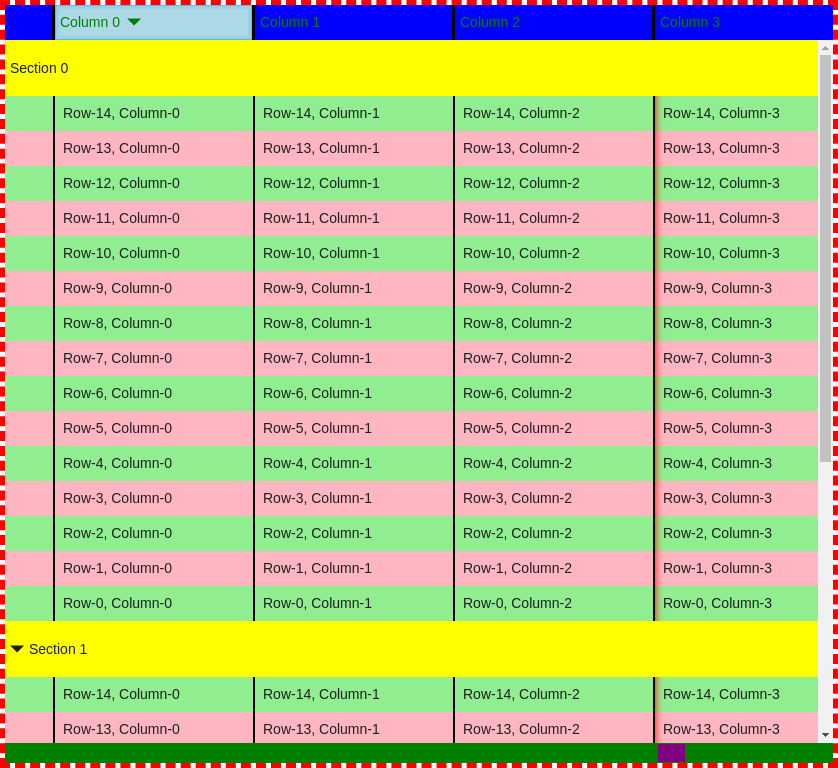 Column 0 Column 1 Column 2 Column 3
Section 0
Row-14, Column-0 Row-14, Column-1 Row-14, Column-2 Row-14, Column-3
Row-13, Column-0 Row-13, Column-1 Row-13, Column-2 Row-13, Column-3
Row-12, Column-0 Row-12, Column-1 Row-12, Column-2 Row-12, Column-3
Row-11, Column-0 Row-11, Column-1 Row-11, Column-2 Row-11, Column-3
Row-10, Column-0 Row-10, Column-1 Row-10, Column-2 Row-10, Column-3
Row-9, Column-0 Row-9, Column-1 Row-9, Column-2 Row-9, Column-3
Row-8, Column-0 Row-8, Column-1 Row-8, Column-2 Row-8, Column-3
Row-7, Column-0 Row-7, Column-1 Row-7, Column-2 Row-7, Column-3
Row-6, Column-0 Row-6, Column-1 Row-6, Column-2 Row-6, Column-3
Row-5, Column-0 Row-5, Column-1 Row-5, Column-2 Row-5, Column-3
Row-4, Column-0 Row-4, Column-1 Row-4, Column-2 Row-4, Column-3
Row-3, Column-0 Row-3, Column-1 Row-3, Column-2 Row-3, Column-3
Row-2, Column-0 Row-2, Column-1 Row-2, Column-2 Row-2, Column-3
Row-1, Column-0 Row-1, Column-1 Row-1, Column-2 Row-1, Column-3
Row-0, Column-0 Row-0, Column-1 Row-0, Column-2 Row-0, Column-3
Section 1
Row-14, Column-0 Row-14, Column-1 Row-14, Column-2 Row-14, Column-3
Row-13, Column-0 Row-13, Column-1 Row-13, Column-2 Row-13, Column-3